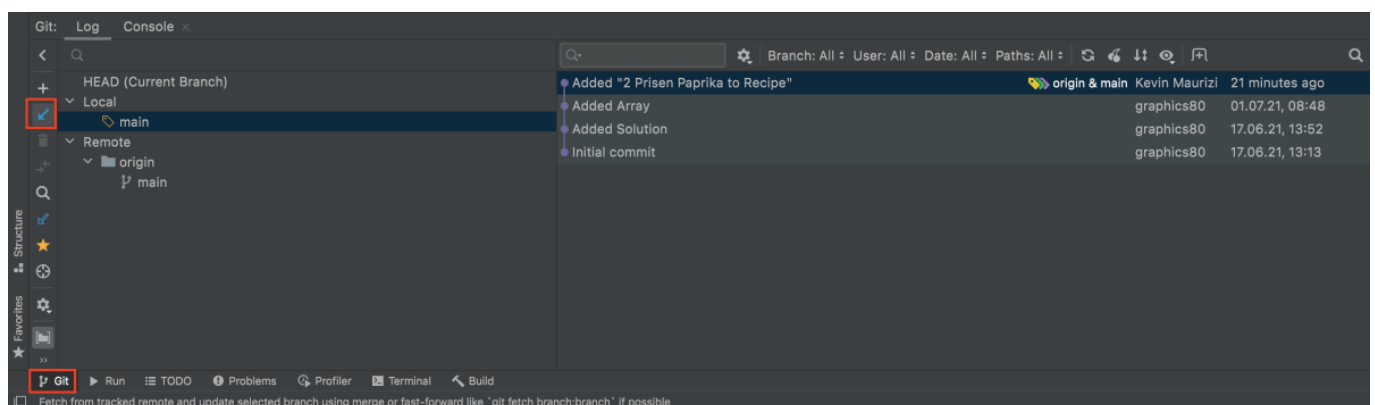 Git: Log Console ×
Branch: All User: All Date: All Paths: All
HEAD (Current Branch)
Local
main
Remote
origin
main
Added "2 Prisen Paprika to Recipe" origin & main Kevin Maurizi 21 minutes ago
Added Array graphics80 01.07.21, 08:48
Added Solution graphics80 17.06.21, 13:52
Initial commit graphics80 17.06.21, 13:13
Structure
Favorites
Git Run TODO Problems Profiler Terminal Build
Fetch from tracked remote and update selected branch using merge or fast-forward like `git fetch branch:branch` if possible